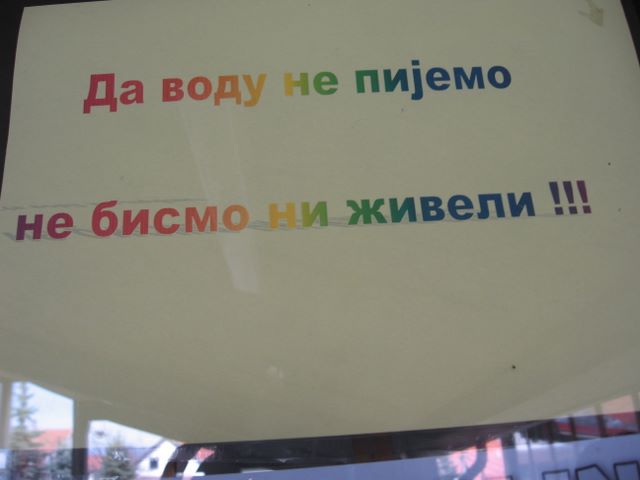 Да воду не пијемо
не бисмо ни живели !!!